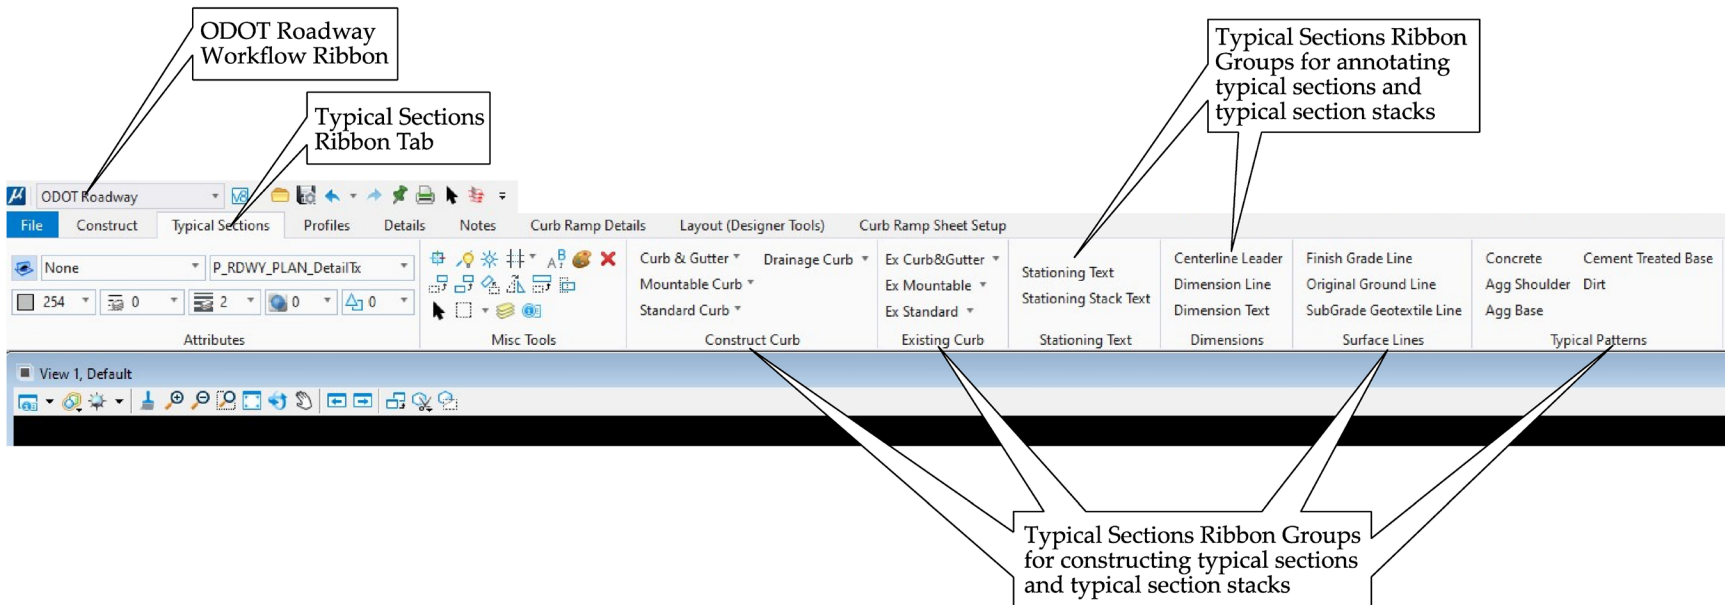 ODOT Roadway
Workflow Ribbon
Typical Sections
Ribbon Tab
Typical Sections Ribbon
Groups for annotating
typical sections and
typical section stacks
ODOT Roadway
File Construct Typical Sections Profiles Details Notes Curb Ramp Details Layout (Designer Tools) Curb Ramp Sheet Setup
None P_RDWY_PLAN_DetailTx
254 0 2 0 0
Attributes
Misc Tools
Curb & Gutter Drainage Curb
Mountable Curb
Standard Curb
Construct Curb
Ex Curb&Gutter
Ex Mountable
Ex Standard
Existing Curb
Stationing Text
Stationing Stack Text
Stationing Text
Centerline Leader
Dimension Line
Dimension Text
Dimensions
Finish Grade Line
Original Ground Line
SubGrade Geotextile Line
Surface Lines
Concrete Cement Treated Base
Agg Shoulder Dirt
Agg Base
Typical Patterns
View 1, Default
Typical Sections Ribbon Groups
for constructing typical sections
and typical section stacks